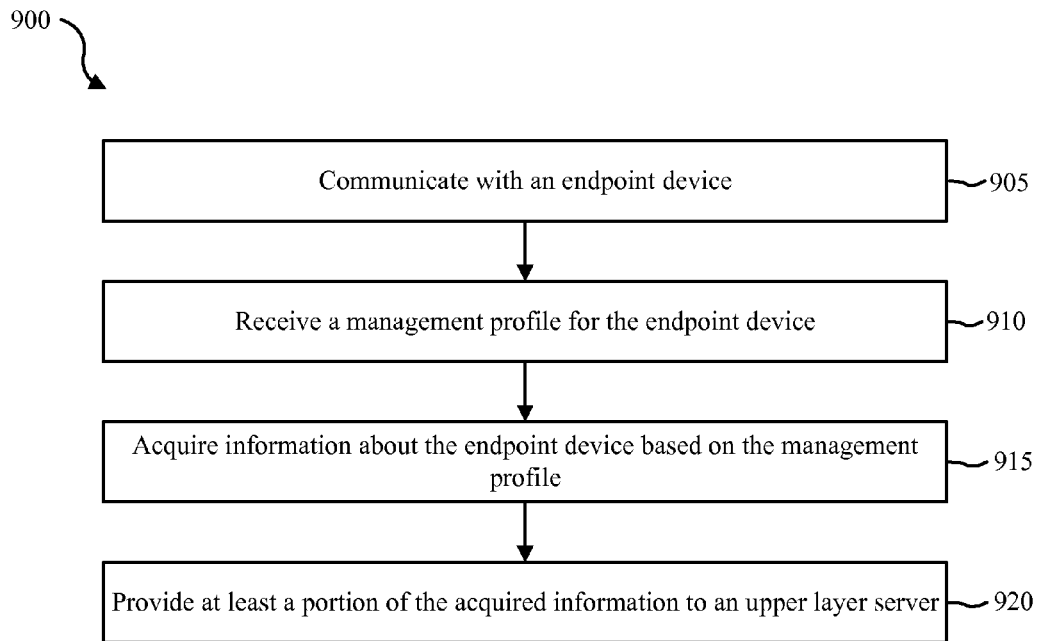 900
Communicate with an endpoint device
905
Receive a management profile for the endpoint device
910
Acquire information about the endpoint device based on the management
profile
915
Provide at least a portion of the acquired information to an upper layer server
920